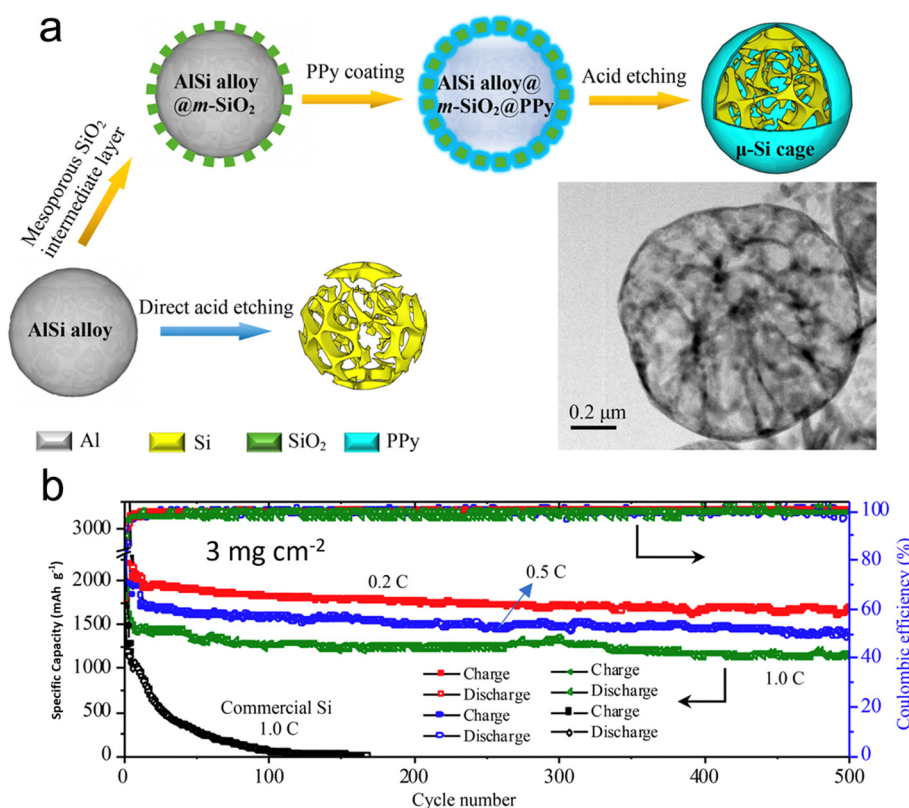 a
AlSi alloy
@m-SiO₂
PPy coating
AlSi alloy@
m-SiO₂@PPy
Acid etching
μ-Si cage
Mesoporous SiO₂
intermediate layer
AlSi alloy
Direct acid etching
0.2 μm
Al
Si
SiO₂
PPy
b
3 mg cm⁻²
0.2 C
0.5 C
1.0 C
Commercial Si
1.0 C
Charge
Discharge
Charge
Discharge
Charge
Discharge
Charge
Discharge
Specific Capacity (mAh g⁻¹)
3000
2000
1750
1500
1250
1000
500
0
Coulombic efficiency (%)
100
80
60
40
20
0
0 100 200 300 400 500
Cycle number